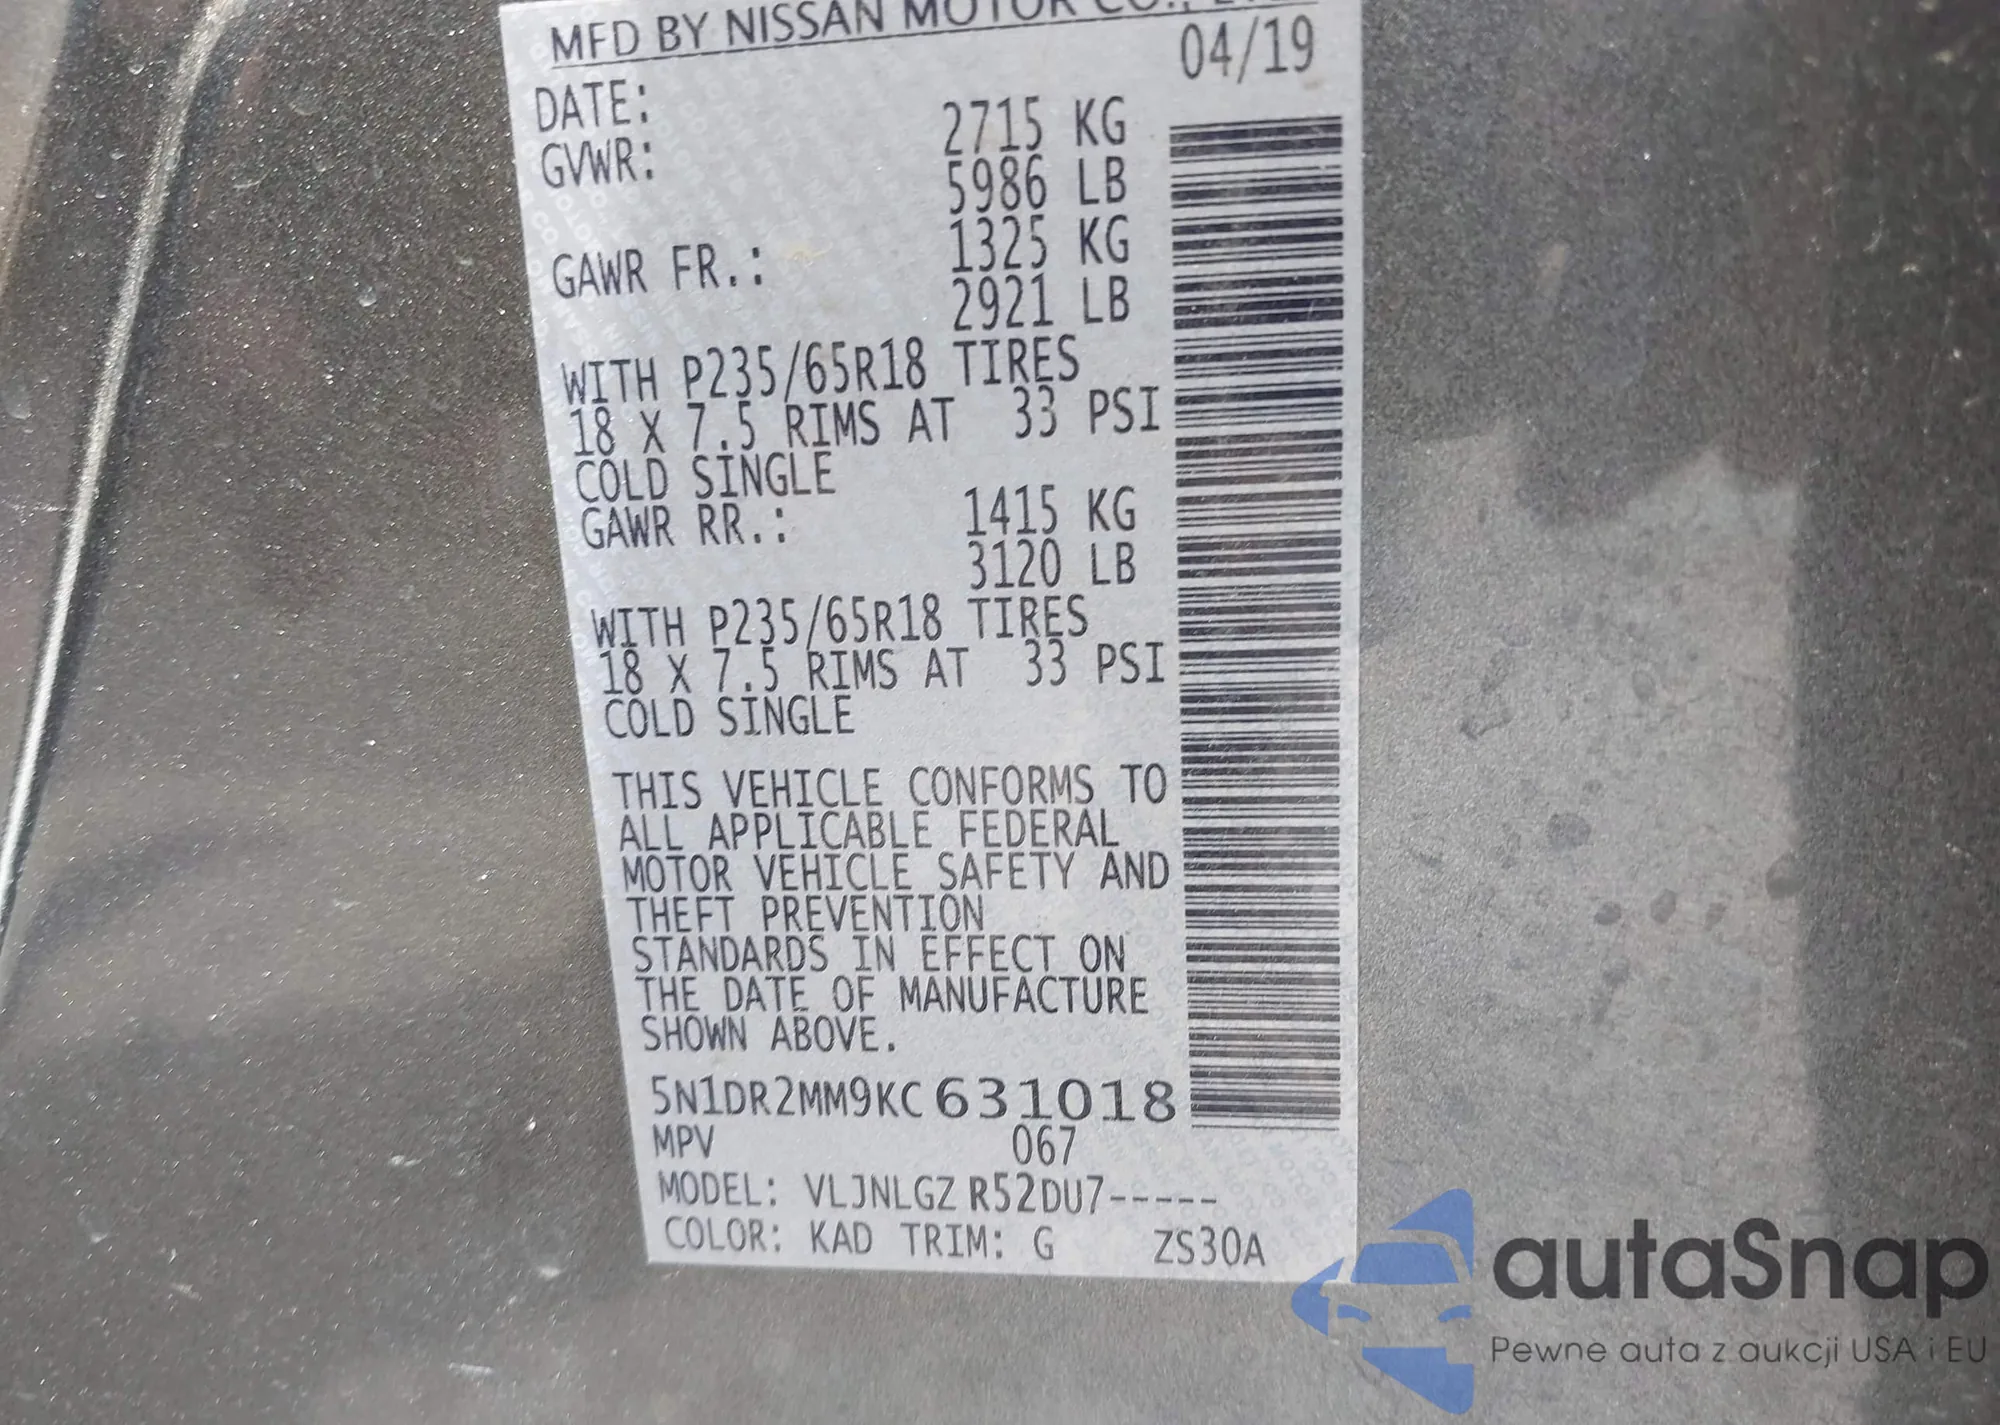 MFD BY NISSAN MOTOR CO., LTD.
DATE: 04/19
GVWR: 2715 KG
5986 LB
GAWR FR.: 1325 KG
2921 LB
WITH P235/65R18 TIRES
18 X 7.5 RIMS AT 33 PSI
COLD SINGLE
GAWR RR.: 1415 KG
3120 LB
WITH P235/65R18 TIRES
18 X 7.5 RIMS AT 33 PSI
COLD SINGLE
THIS VEHICLE CONFORMS TO
ALL APPLICABLE FEDERAL
MOTOR VEHICLE SAFETY AND
THEFT PREVENTION
STANDARDS IN EFFECT ON
THE DATE OF MANUFACTURE
SHOWN ABOVE.
5N1DR2MM9KC631018
MPV 067
MODEL: VLJNLGZ R52DU7-----
COLOR: KAD TRIM: G ZS30A
autaSnap
Pewne auta z aukcji USA i EU